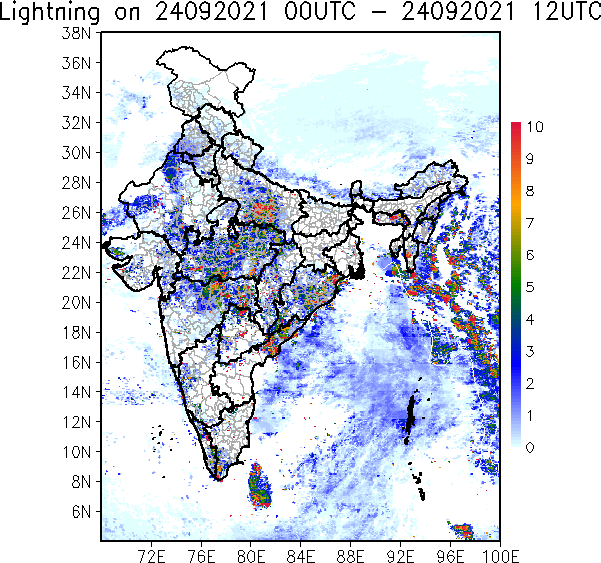 Lightning on 24092021 00UTC – 24092021 12UTC
38N
36N
34N
32N
30N
28N
26N
24N
22N
20N
18N
16N
14N
12N
10N
8N
6N
72E 76E 80E 84E 88E 92E 96E 100E
10
9
8
7
6
5
4
3
2
1
0